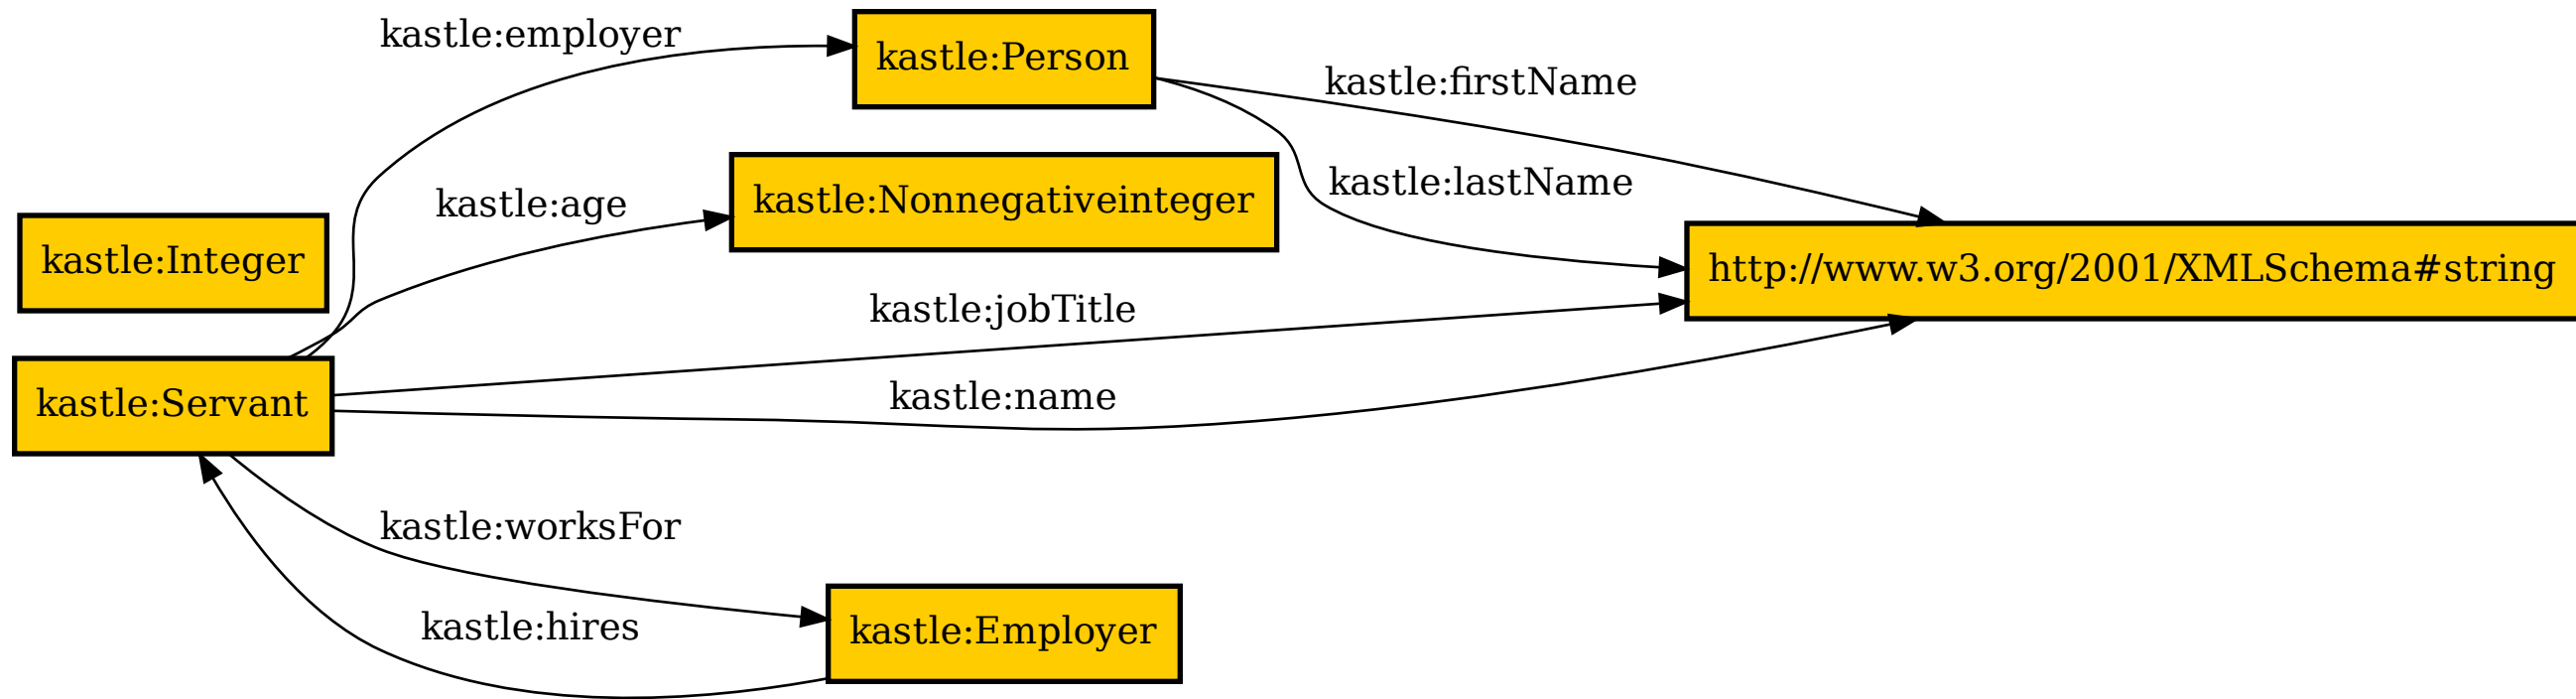 kastle:employer
kastle:Person
kastle:firstName
kastle:age
kastle:Nonnegativeinteger
kastle:lastName
kastle:Integer
http://www.w3.org/2001/XMLSchema#string
kastle:jobTitle
kastle:Servant
kastle:name
kastle:worksFor
kastle:hires
kastle:Employer